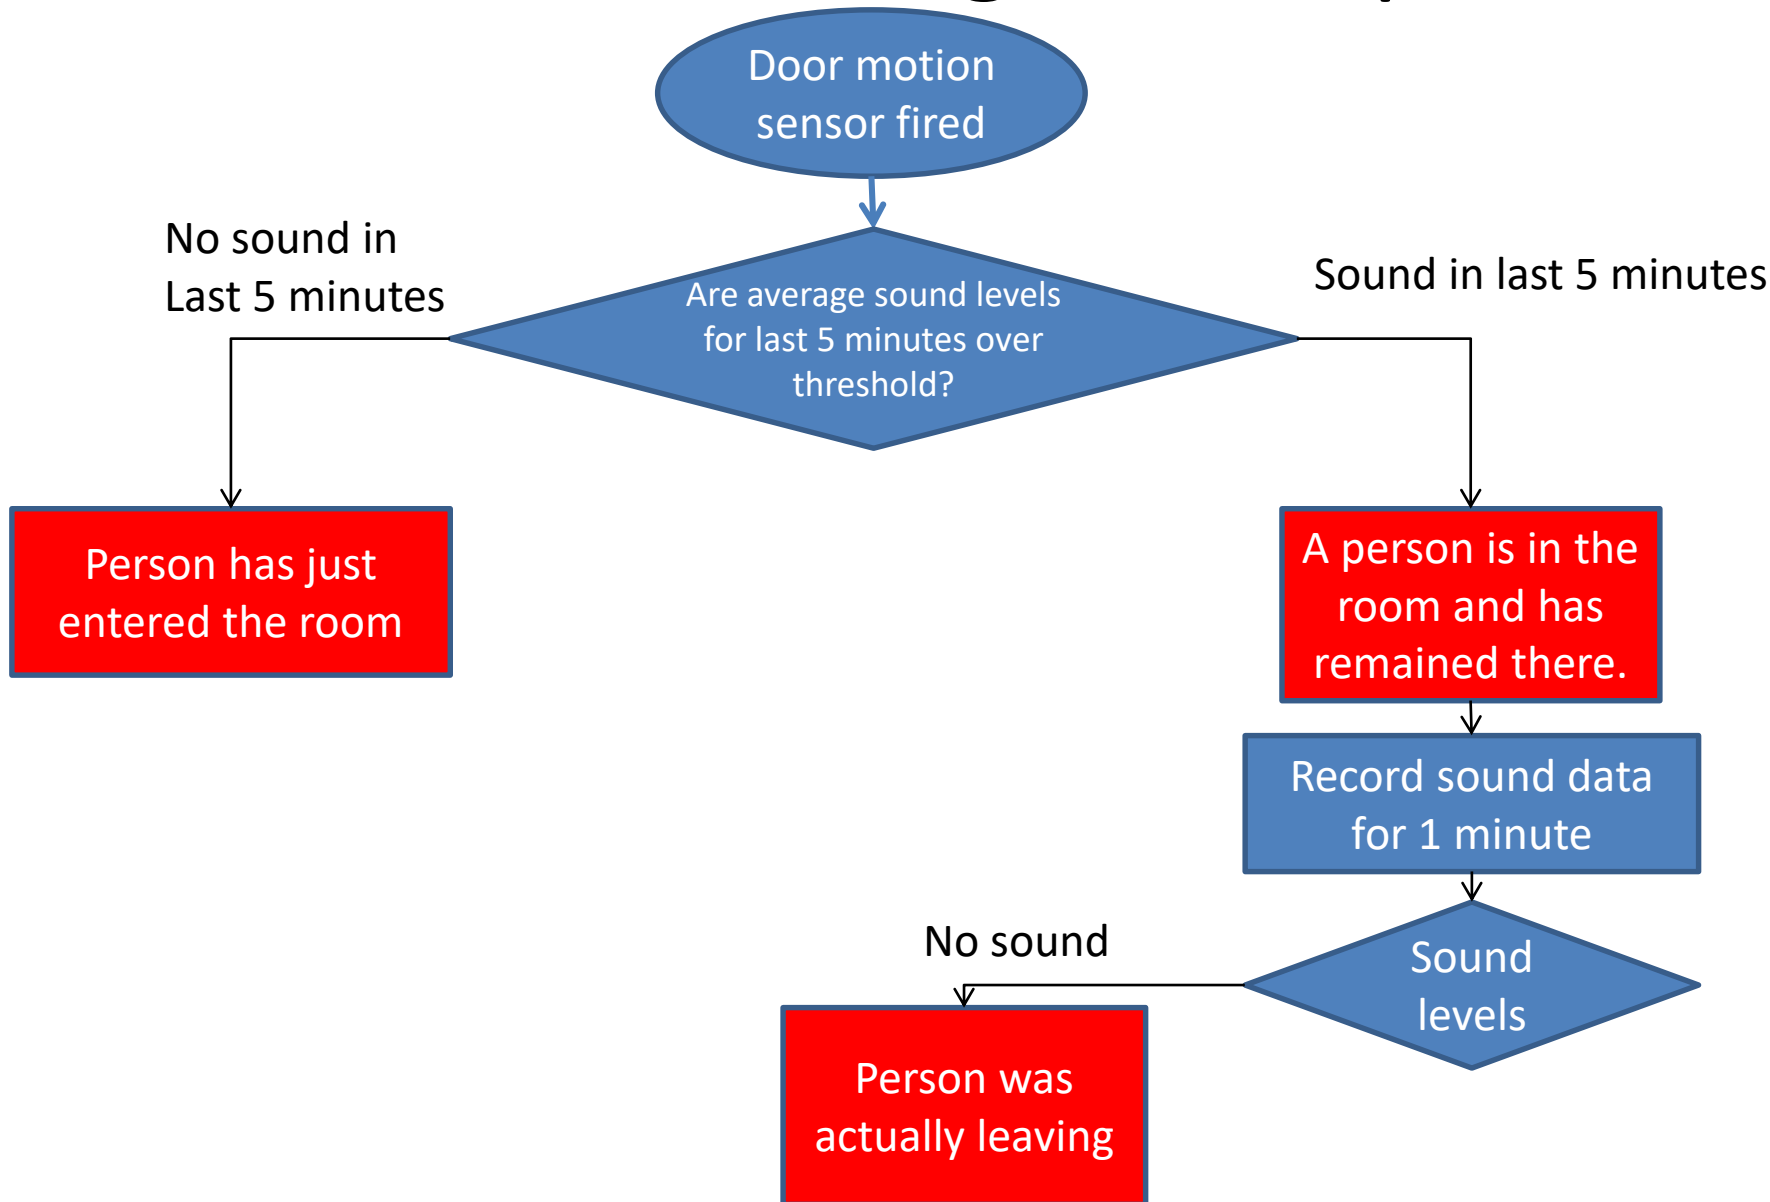 Door motion
sensor fired
No sound in
Last 5 minutes
Are average sound levels
for last 5 minutes over
threshold?
Sound in last 5 minutes
Person has just
entered the room
A person is in the
room and has
remained there.
Record sound data
for 1 minute
No sound
Sound
levels
Person was
actually leaving